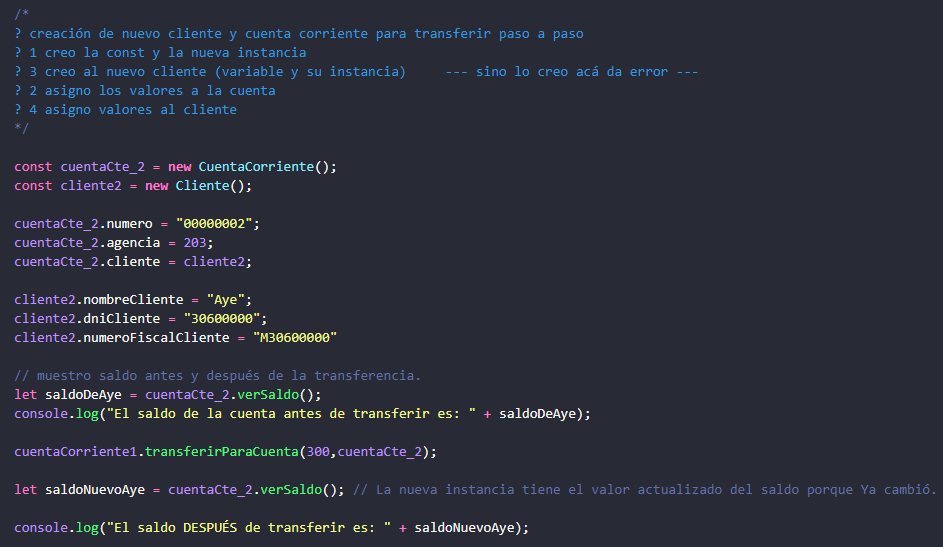 /*
? creación de nuevo cliente y cuenta corriente para transferir paso a paso
? 1 creo la const y la nueva instancia
? 3 creo al nuevo cliente (variable y su instancia)     --- sino lo creo acá da error ---
? 2 asigno los valores a la cuenta
? 4 asigno valores al cliente
*/
const cuentaCte_2 = new CuentaCorriente();
const cliente2 = new Cliente();
cuentaCte_2.numero = "00000002";
cuentaCte_2.agencia = 203;
cuentaCte_2.cliente = cliente2;
cliente2.nombreCliente = "Aye";
cliente2.dniCliente = "30600000";
cliente2.numeroFiscalCliente = "M30600000"
// muestro saldo antes y después de la transferencia.
let saldoDeAye = cuentaCte_2.verSaldo();
console.log("El saldo de la cuenta antes de transferir es: " + saldoDeAye);
cuentaCorriente1.transferirParaCuenta(300,cuentaCte_2);
let saldoNuevoAye = cuentaCte_2.verSaldo(); // La nueva instancia tiene el valor actualizado del saldo porque Ya cambió.
console.log("El saldo DESPUÉS de transferir es: " + saldoNuevoAye);